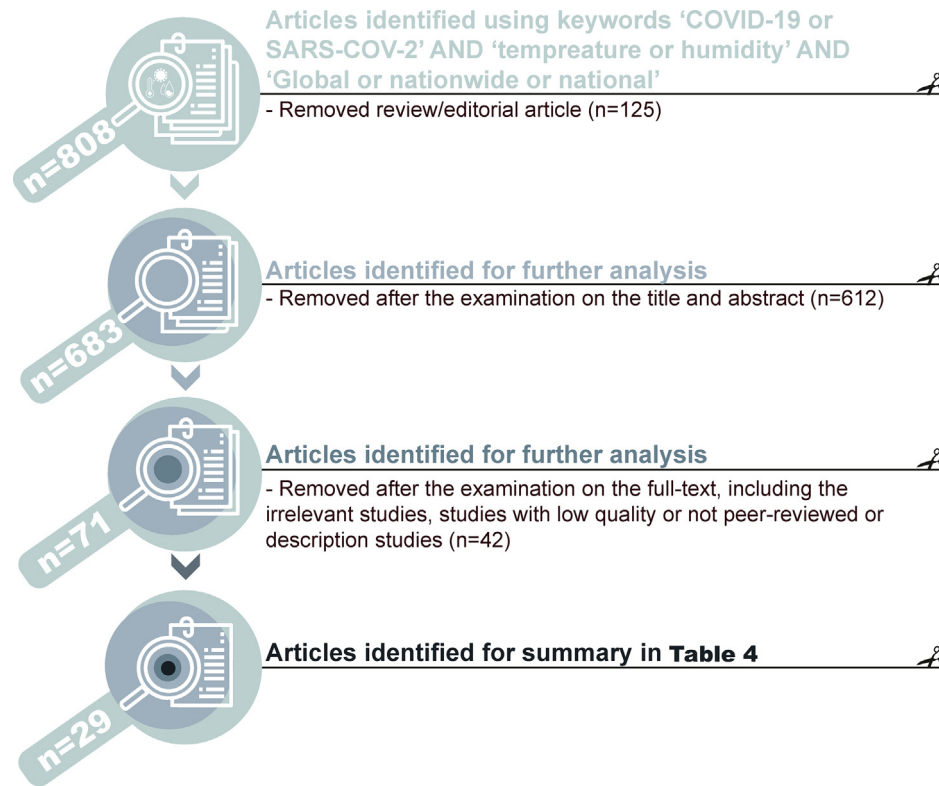 Articles identified using keywords ‘COVID-19 or
SARS-COV-2’ AND ‘tempreature or humidity’ AND
‘Global or nationwide or national’
- Removed review/editorial article (n=125)
n=808
Articles identified for further analysis
- Removed after the examination on the title and abstract (n=612)
n=683
Articles identified for further analysis
- Removed after the examination on the full-text, including the
irrelevant studies, studies with low quality or not peer-reviewed or
description studies (n=42)
n=71
Articles identified for summary in Table 4
n=29